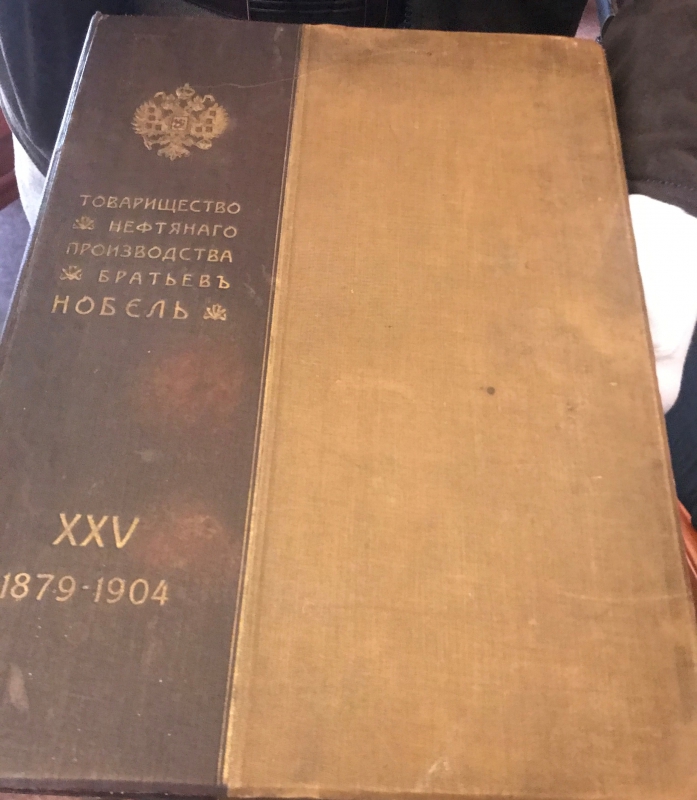 ТОВАРИЩЕСТВО
НЕФТЯНАГО
ПРОИЗВОДСТВА
БРАТЬЕВЪ
НОБЕЛЬ
XXV
1879-1904